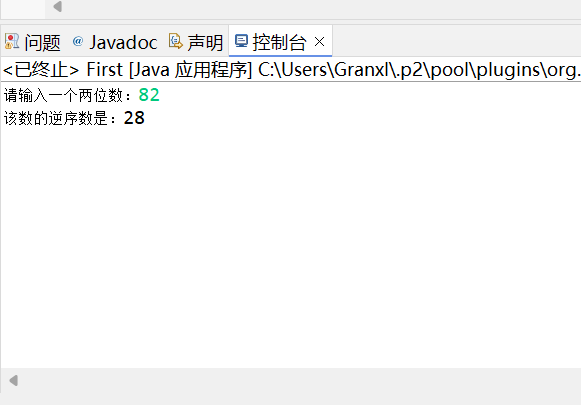 问题 @ Javadoc 声明 控制台 ×
<已终止> First [Java 应用程序] C:\Users\Granxl\.p2\pool\plugins\org.
请输入一个两位数：82
该数的逆序数是：28